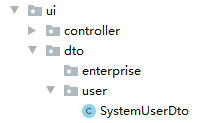 ui
controller
dto
enterprise
user
C SystemUserDto